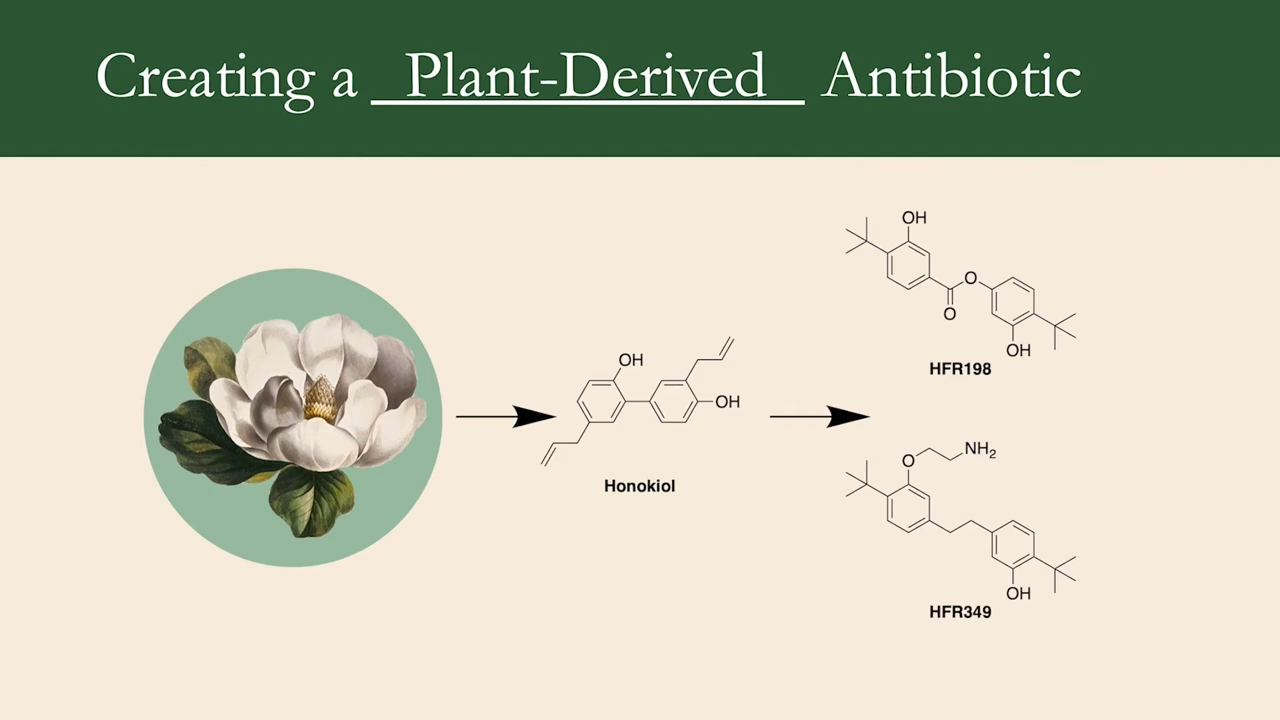 Creating a Plant-Derived Antibiotic
OH
OH
Honokiol
OH
O
O
OH
HFR198
NH₂
O
OH
HFR349